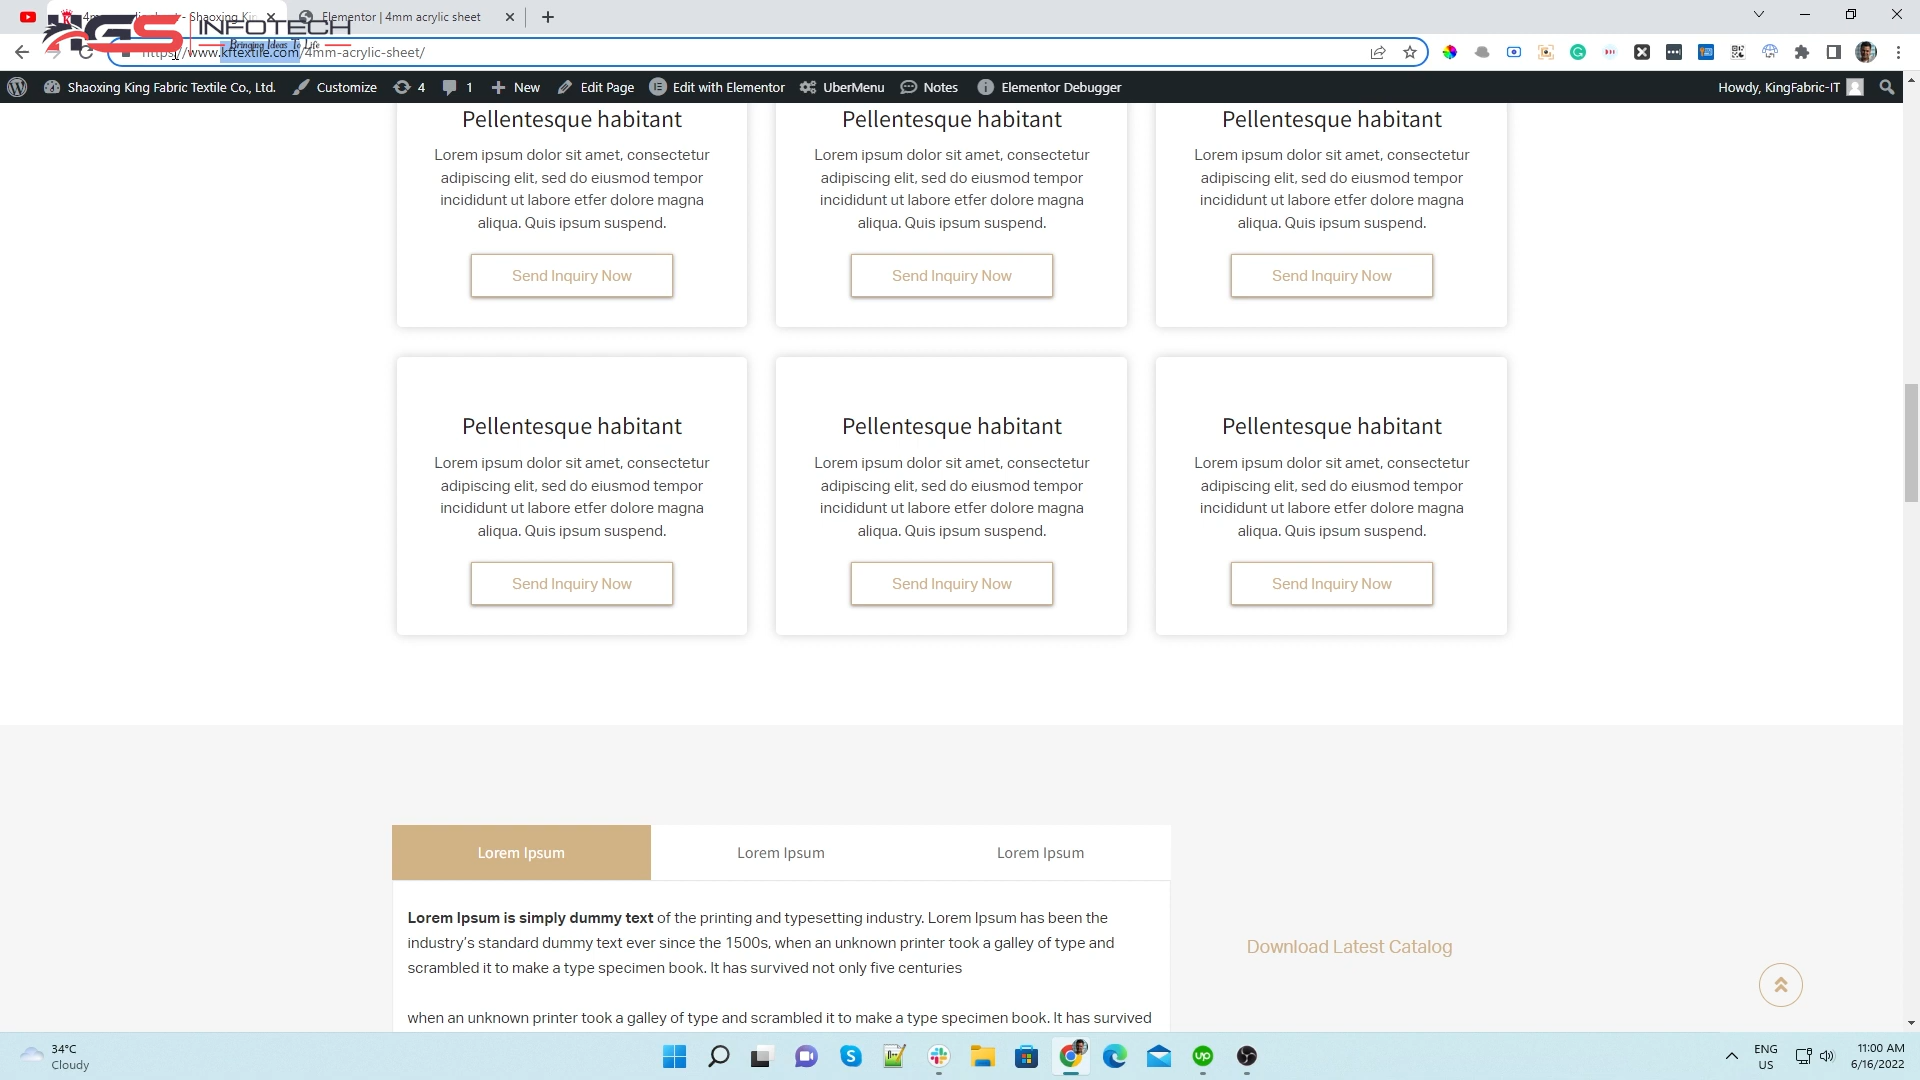 Shaoxing Kin
Elementor | 4mm acrylic sheet
GS INFOTECH
Bringing Ideas To Life
https://www.kftextile.com/4mm-acrylic-sheet/
Shaoxing King Fabric Textile Co., Ltd. Customize 4 1 New Edit Page Edit with Elementor UberMenu Notes Elementor Debugger Howdy, KingFabric-IT
Pellentesque habitant Pellentesque habitant Pellentesque habitant
Lorem ipsum dolor sit amet, consectetur Lorem ipsum dolor sit amet, consectetur Lorem ipsum dolor sit amet, consectetur
adipiscing elit, sed do eiusmod tempor adipiscing elit, sed do eiusmod tempor adipiscing elit, sed do eiusmod tempor
incididunt ut labore etfer dolore magna incididunt ut labore etfer dolore magna incididunt ut labore etfer dolore magna
aliqua. Quis ipsum suspend. aliqua. Quis ipsum suspend. aliqua. Quis ipsum suspend.
Send Inquiry Now Send Inquiry Now Send Inquiry Now
Pellentesque habitant Pellentesque habitant Pellentesque habitant
Lorem ipsum dolor sit amet, consectetur Lorem ipsum dolor sit amet, consectetur Lorem ipsum dolor sit amet, consectetur
adipiscing elit, sed do eiusmod tempor adipiscing elit, sed do eiusmod tempor adipiscing elit, sed do eiusmod tempor
incididunt ut labore etfer dolore magna incididunt ut labore etfer dolore magna incididunt ut labore etfer dolore magna
aliqua. Quis ipsum suspend. aliqua. Quis ipsum suspend. aliqua. Quis ipsum suspend.
Send Inquiry Now Send Inquiry Now Send Inquiry Now
Lorem Ipsum Lorem Ipsum Lorem Ipsum
Lorem Ipsum is simply dummy text of the printing and typesetting industry. Lorem Ipsum has been the
industry's standard dummy text ever since the 1500s, when an unknown printer took a galley of type and
scrambled it to make a type specimen book. It has survived not only five centuries
Download Latest Catalog
when an unknown printer took a galley of type and scrambled it to make a type specimen book. It has survived
34°C
Cloudy
ENG
US
11:00 AM
6/16/2022